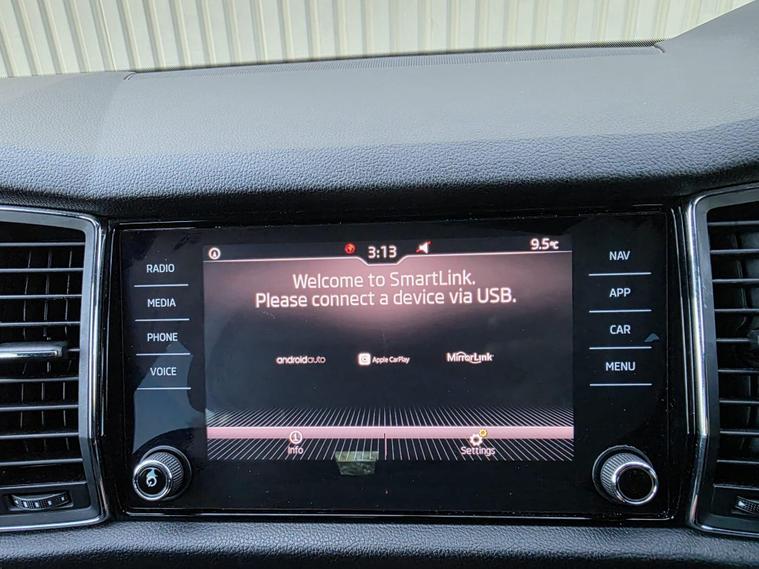 3:13
9.5°C
Welcome to SmartLink.
Please connect a device via USB.
androidauto
Apple CarPlay
MirrorLink
Info
Settings
RADIO
MEDIA
PHONE
VOICE
NAV
APP
CAR
MENU